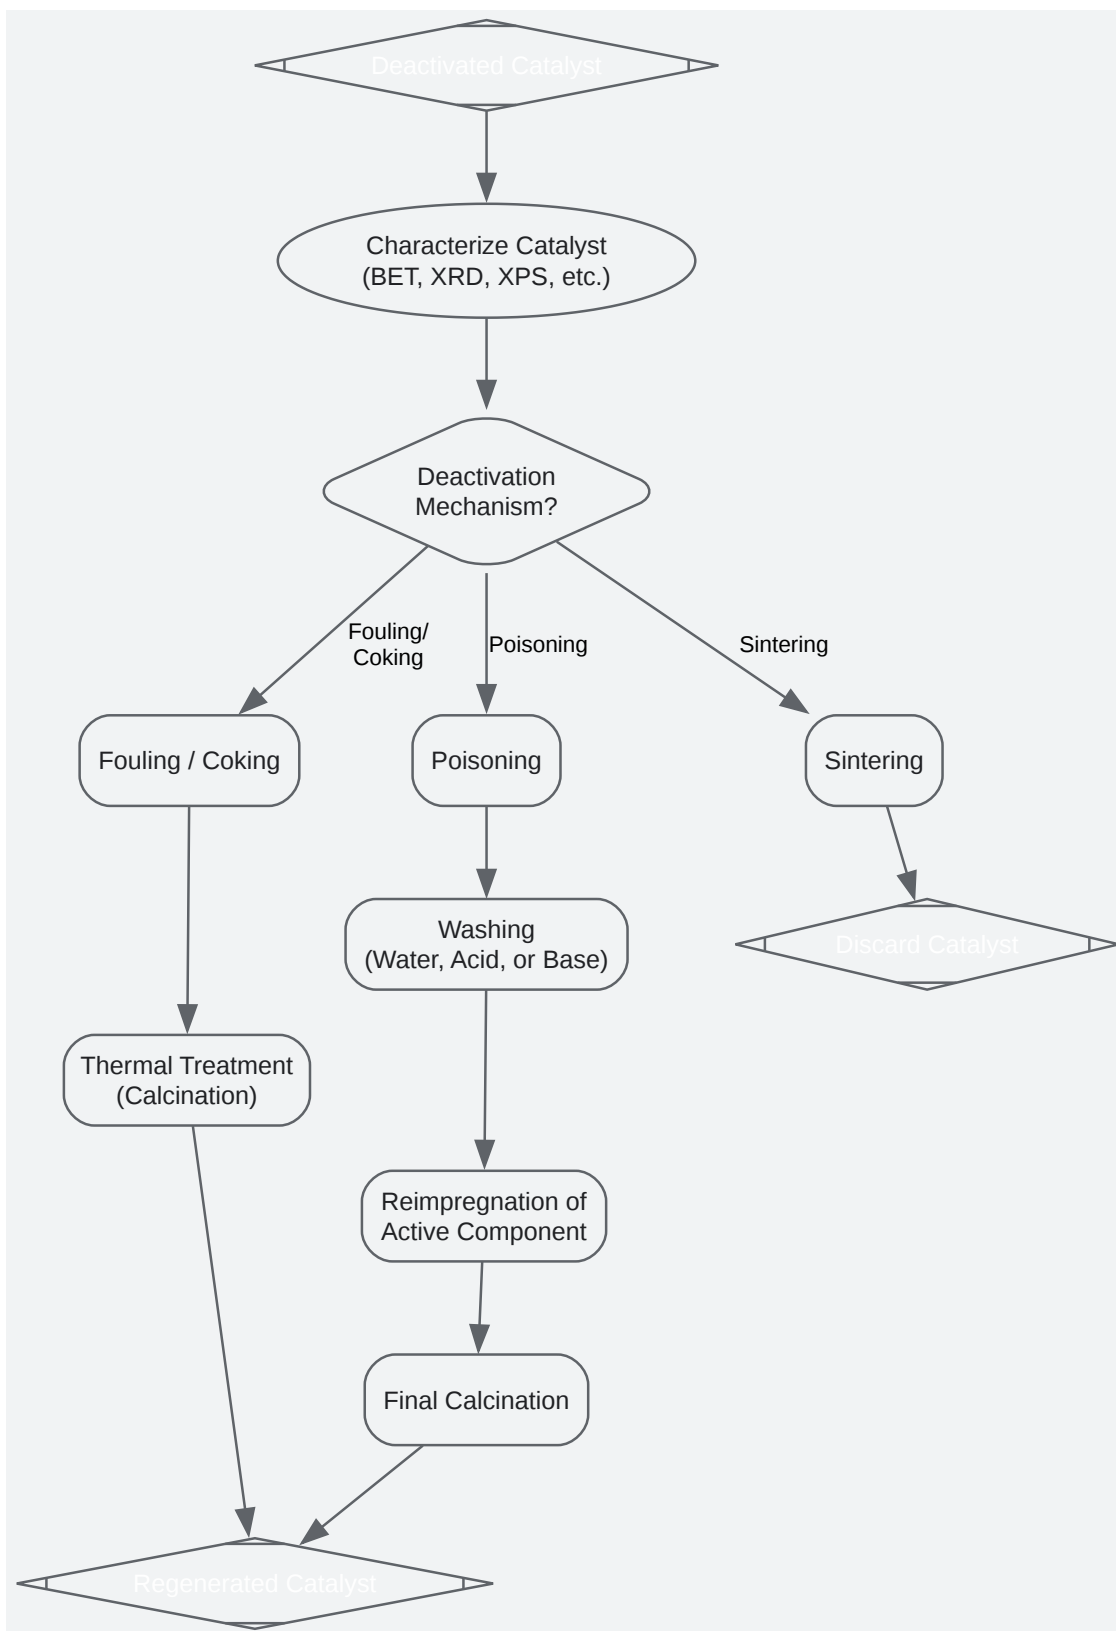 Deactivated Catalyst
Characterize Catalyst
(BET, XRD, XPS, etc.)
Deactivation
Mechanism?
Fouling/
Coking
Poisoning
Sintering
Fouling / Coking
Poisoning
Sintering
Washing
(Water, Acid, or Base)
Discard Catalyst
Thermal Treatment
(Calcination)
Reimpregnation of
Active Component
Final Calcination
Regenerated Catalyst